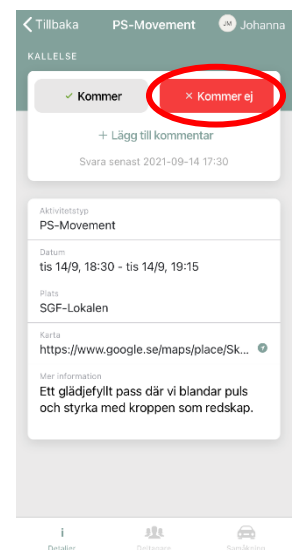 Tillbaka PS-Movement JM Johanna
KALLELSE
Kommer Kommer ej
+ Lägg till kommentar
Svara senast 2021-09-14 17:30
Aktivitetstyp
PS-Movement
Datum
tis 14/9, 18:30 - tis 14/9, 19:15
Plats
SGF-Lokalen
Karta
https://www.google.se/maps/place/Sk...
Mer information
Ett glädjefyllt pass där vi blandar puls
och styrka med kroppen som redskap.
Detaljer Deltagare Samåkning